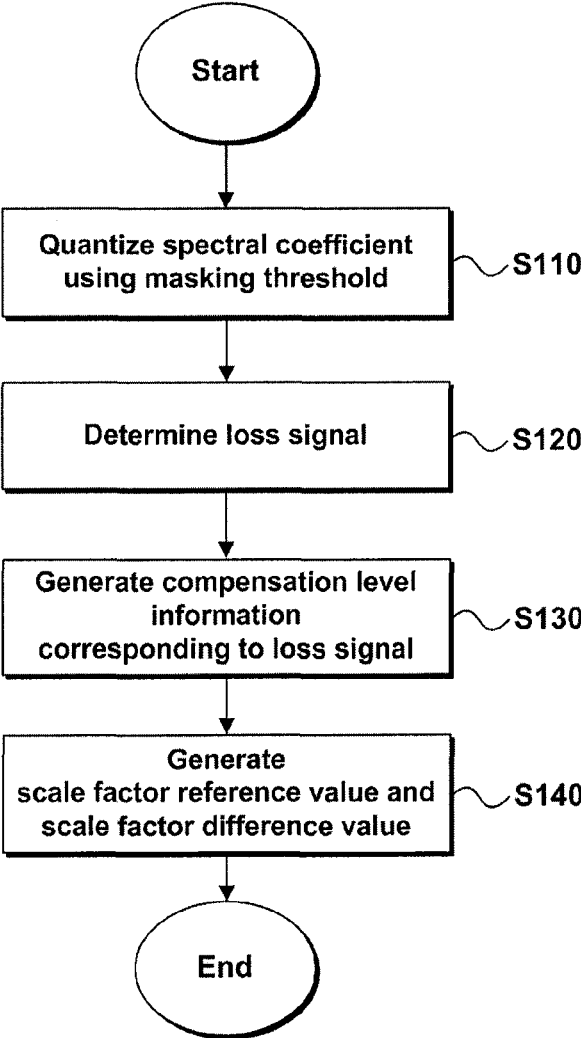 Start
Quantize spectral coefficient
using masking threshold
S110
Determine loss signal
S120
Generate compensation level
information
corresponding to loss signal
S130
Generate
scale factor reference value and
scale factor difference value
S140
End